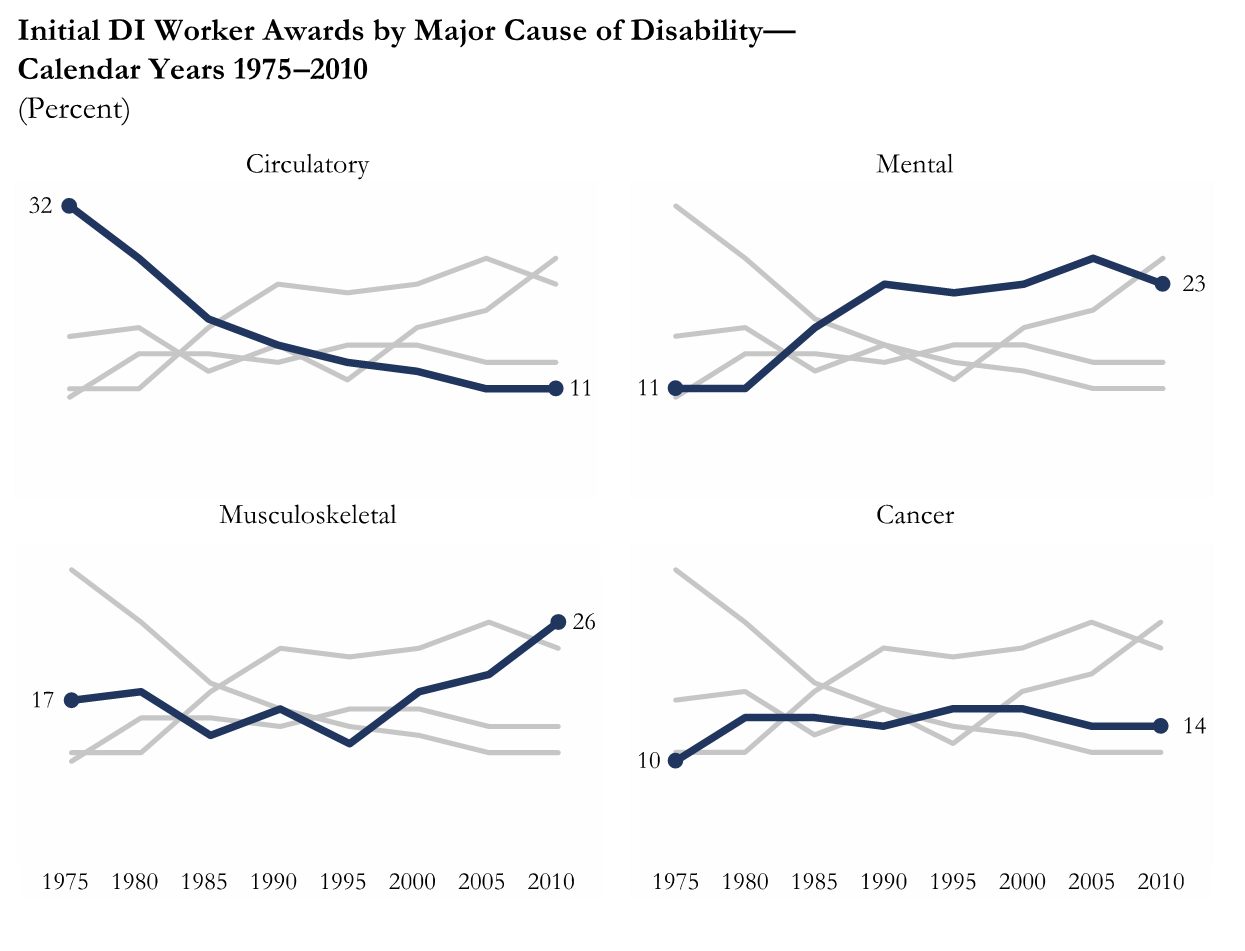 Initial DI Worker Awards by Major Cause of Disability—
Calendar Years 1975–2010
(Percent)
Circulatory
32
11
Mental
11
23
Musculoskeletal
17
26
Cancer
10
14
1975 1980 1985 1990 1995 2000 2005 2010
1975 1980 1985 1990 1995 2000 2005 2010